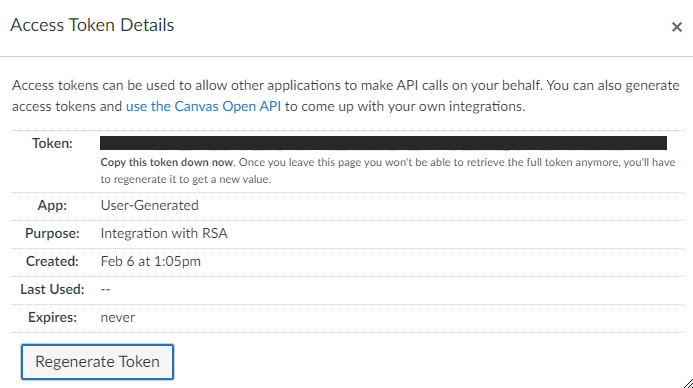 Access Token Details
×
Access tokens can be used to allow other applications to make API calls on your behalf. You can also generate
access tokens and use the Canvas Open API to come up with your own integrations.
Token:
Copy this token down now. Once you leave this page you won't be able to retrieve the full token anymore, you'll have
to regenerate it to get a new value.
App: User-Generated
Purpose: Integration with RSA
Created: Feb 6 at 1:05pm
Last Used: --
Expires: never
Regenerate Token